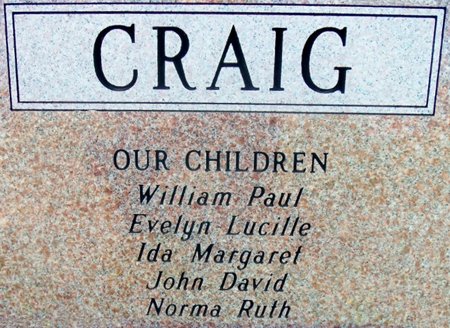 CRAIG
OUR CHILDREN
William Paul
Evelyn Lucille
Ida Margaret
John David
Norma Ruth